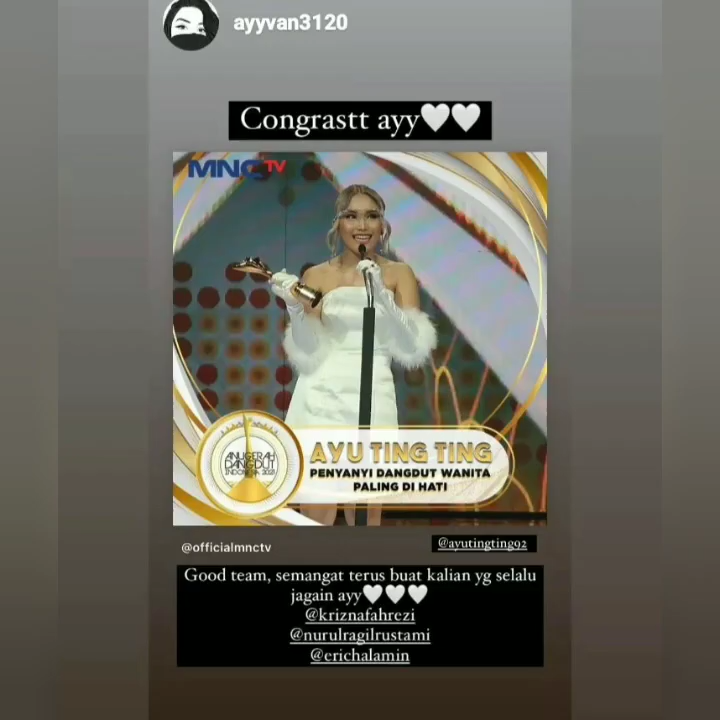 ayyvan3120
Congrastt ayy🤍🤍
MNCTV
ANUGERAH
DANGDUT
INDONESIA 2021
AYU TING TING
PENYANYI DANGDUT WANITA
PALING DI HATI
@officialmnctv
@ayutingting92
Good team, semangat terus buat kalian yg selalu
jagain ayy🤍🤍🤍
@kriznafahrezi
@nurulragilrustami
@erichalamin